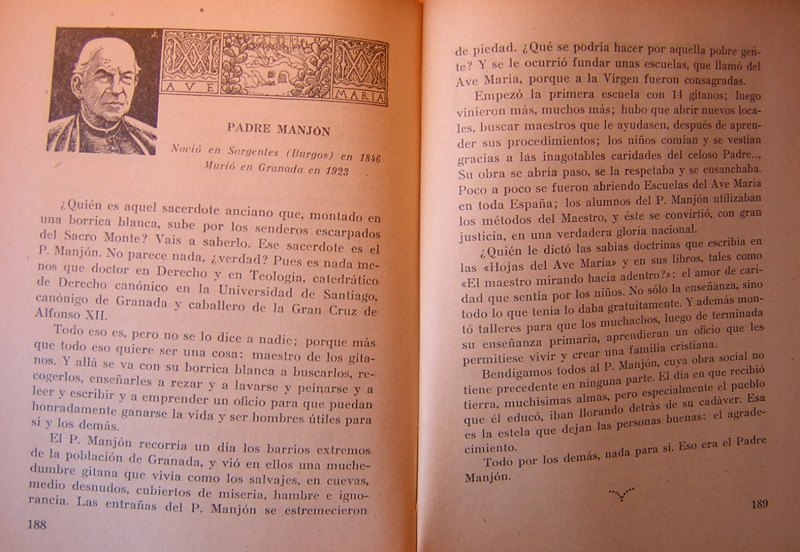 AVE
MARIA
PADRE MANJÓN
Nació en Sargentes (Burgos) en 1846
Murió en Granada en 1923
¿Quién es aquel sacerdote anciano que, montado en
una borrica blanca, sube por los senderos escarpados
del Sacro Monte? Vais a saberlo. Ese sacerdote es el
P. Manjón. No parece nada, ¿verdad? Pues es nada me-
nos que doctor en Derecho y en Teología, catedrático
de Derecho canónico en la Universidad de Santiago,
canónigo de Granada y caballero de la Gran Cruz de
Alfonso XII.
Todo eso es, pero no se lo dice a nadie; porque más
que todo eso quiere ser una cosa: maestro de los gita-
nos. Y allá se va con su borrica blanca a buscarlos, re-
cogerlos, enseñarles a rezar y a lavarse y peinarse y a
leer y escribir y a emprender un oficio para que puedan
honradamente ganarse la vida y ser hombres útiles para
sí y los demás.
El P. Manjón recorría un día los barrios extremos
de la población de Granada, y vió en ellos una muche-
dumbre gitana que vivía como los salvajes, en cuevas,
medio desnudos, cubiertos de miseria, hambre e igno-
rancia. Las entrañas del P. Manjón se estremecieron
188
de piedad. ¿Qué se podría hacer por aquella pobre gen-
te? Y se le ocurrió fundar unas escuelas, que llamó del
Ave María, porque a la Virgen fueron consagradas.
Empezó la primera escuela con 14 gitanos; luego
vinieron más, muchos más; hubo que abrir nuevos loca-
les, buscar maestros que le ayudasen, después de apren-
der sus procedimientos; los niños comían y se vestían
gracias a las inagotables caridades del celoso Padre...
Su obra se abría paso, se la respetaba y se ensanchaba.
Poco a poco se fueron abriendo Escuelas del Ave María
en toda España; los alumnos del P. Manjón utilizaban
los métodos del Maestro, y éste se convirtió, con gran
justicia, en una verdadera gloria nacional.
¿Quién le dictó las sabias doctrinas que escribía en
las «Hojas del Ave María» y en sus libros, tales como
«El maestro mirando hacia adentro?»: el amor de cari-
dad que sentía por los niños. No sólo la enseñanza, sino
todo lo que tenía lo daba gratuitamente. Y además mon-
tó talleres para que los muchachos, luego de terminada
su enseñanza primaria, aprendieran un oficio que les
permitiese vivir y crear una familia cristiana.
Bendigamos todos al P. Manjón, cuya obra social no
tiene precedente en ninguna parte. El día en que recibió
tierra, muchísimas almas, pero especialmente el pueblo
que él educó, iban llorando detrás de su cadáver. Esa
es la estela que dejan las personas buenas: el agrade-
cimiento.
Todo por los demás, nada para sí. Eso era el Padre
Manjón.
189